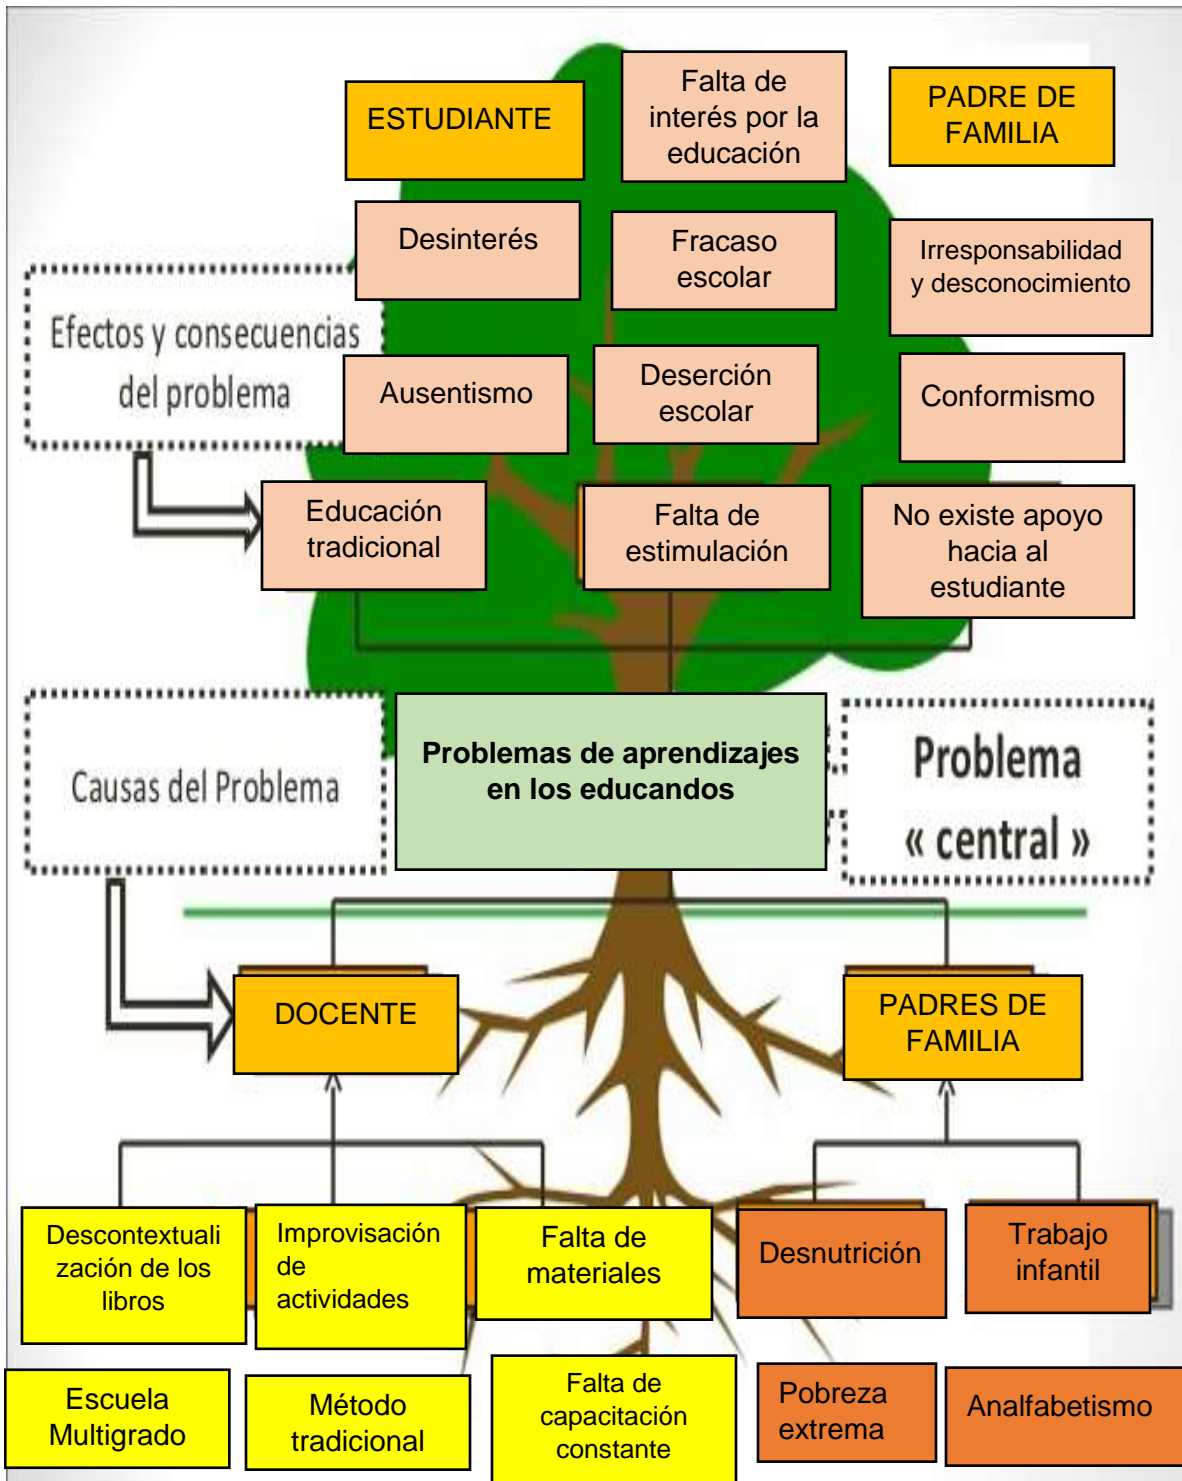 ESTUDIANTE
Falta de
interés por la
educación
PADRE DE
FAMILIA
Desinterés
Fracaso
escolar
Irresponsabilidad
y desconocimiento
Efectos y consecuencias
del problema
Ausentismo
Deserción
escolar
Conformismo
Educación
tradicional
Falta de
estimulación
No existe apoyo
hacia al
estudiante
Causas del Problema
Problemas de aprendizajes
en los educandos
Problema
« central »
DOCENTE
PADRES DE
FAMILIA
Descontextuali
zación de los
libros
Improvisación
de
actividades
Falta de
materiales
Desnutrición
Trabajo
infantil
Escuela
Multigrado
Método
tradicional
Falta de
capacitación
constante
Pobreza
extrema
Analfabetismo